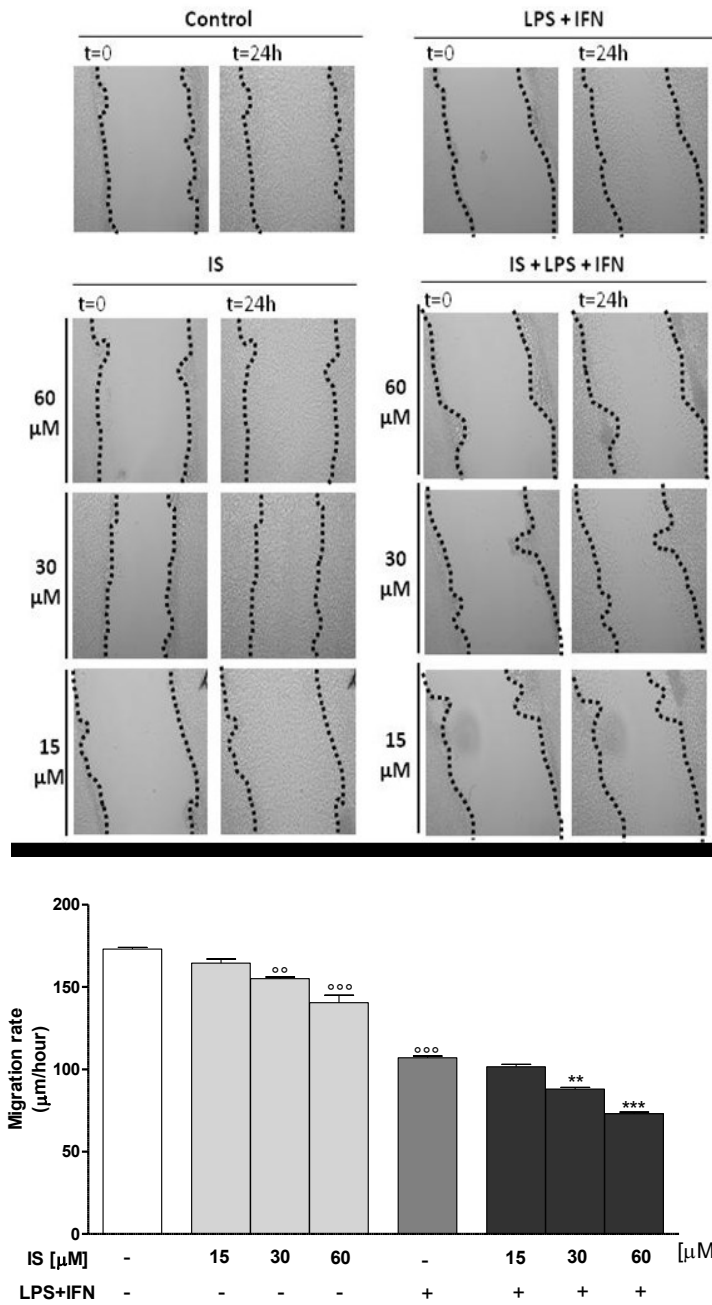 Control LPS + IFN
t=0 t=24h t=0 t=24h
IS IS + LPS + IFN
t=0 t=24h t=0 t=24h
60 μM 60 μM
30 μM 30 μM
15 μM 15 μM
200
150
100
50
0
Migration rate
(μm/hour)
°° °°° °°° ** ***
IS [μM] - 15 30 60 - 15 30 60 [μM
LPS+IFN - - - - + + + +